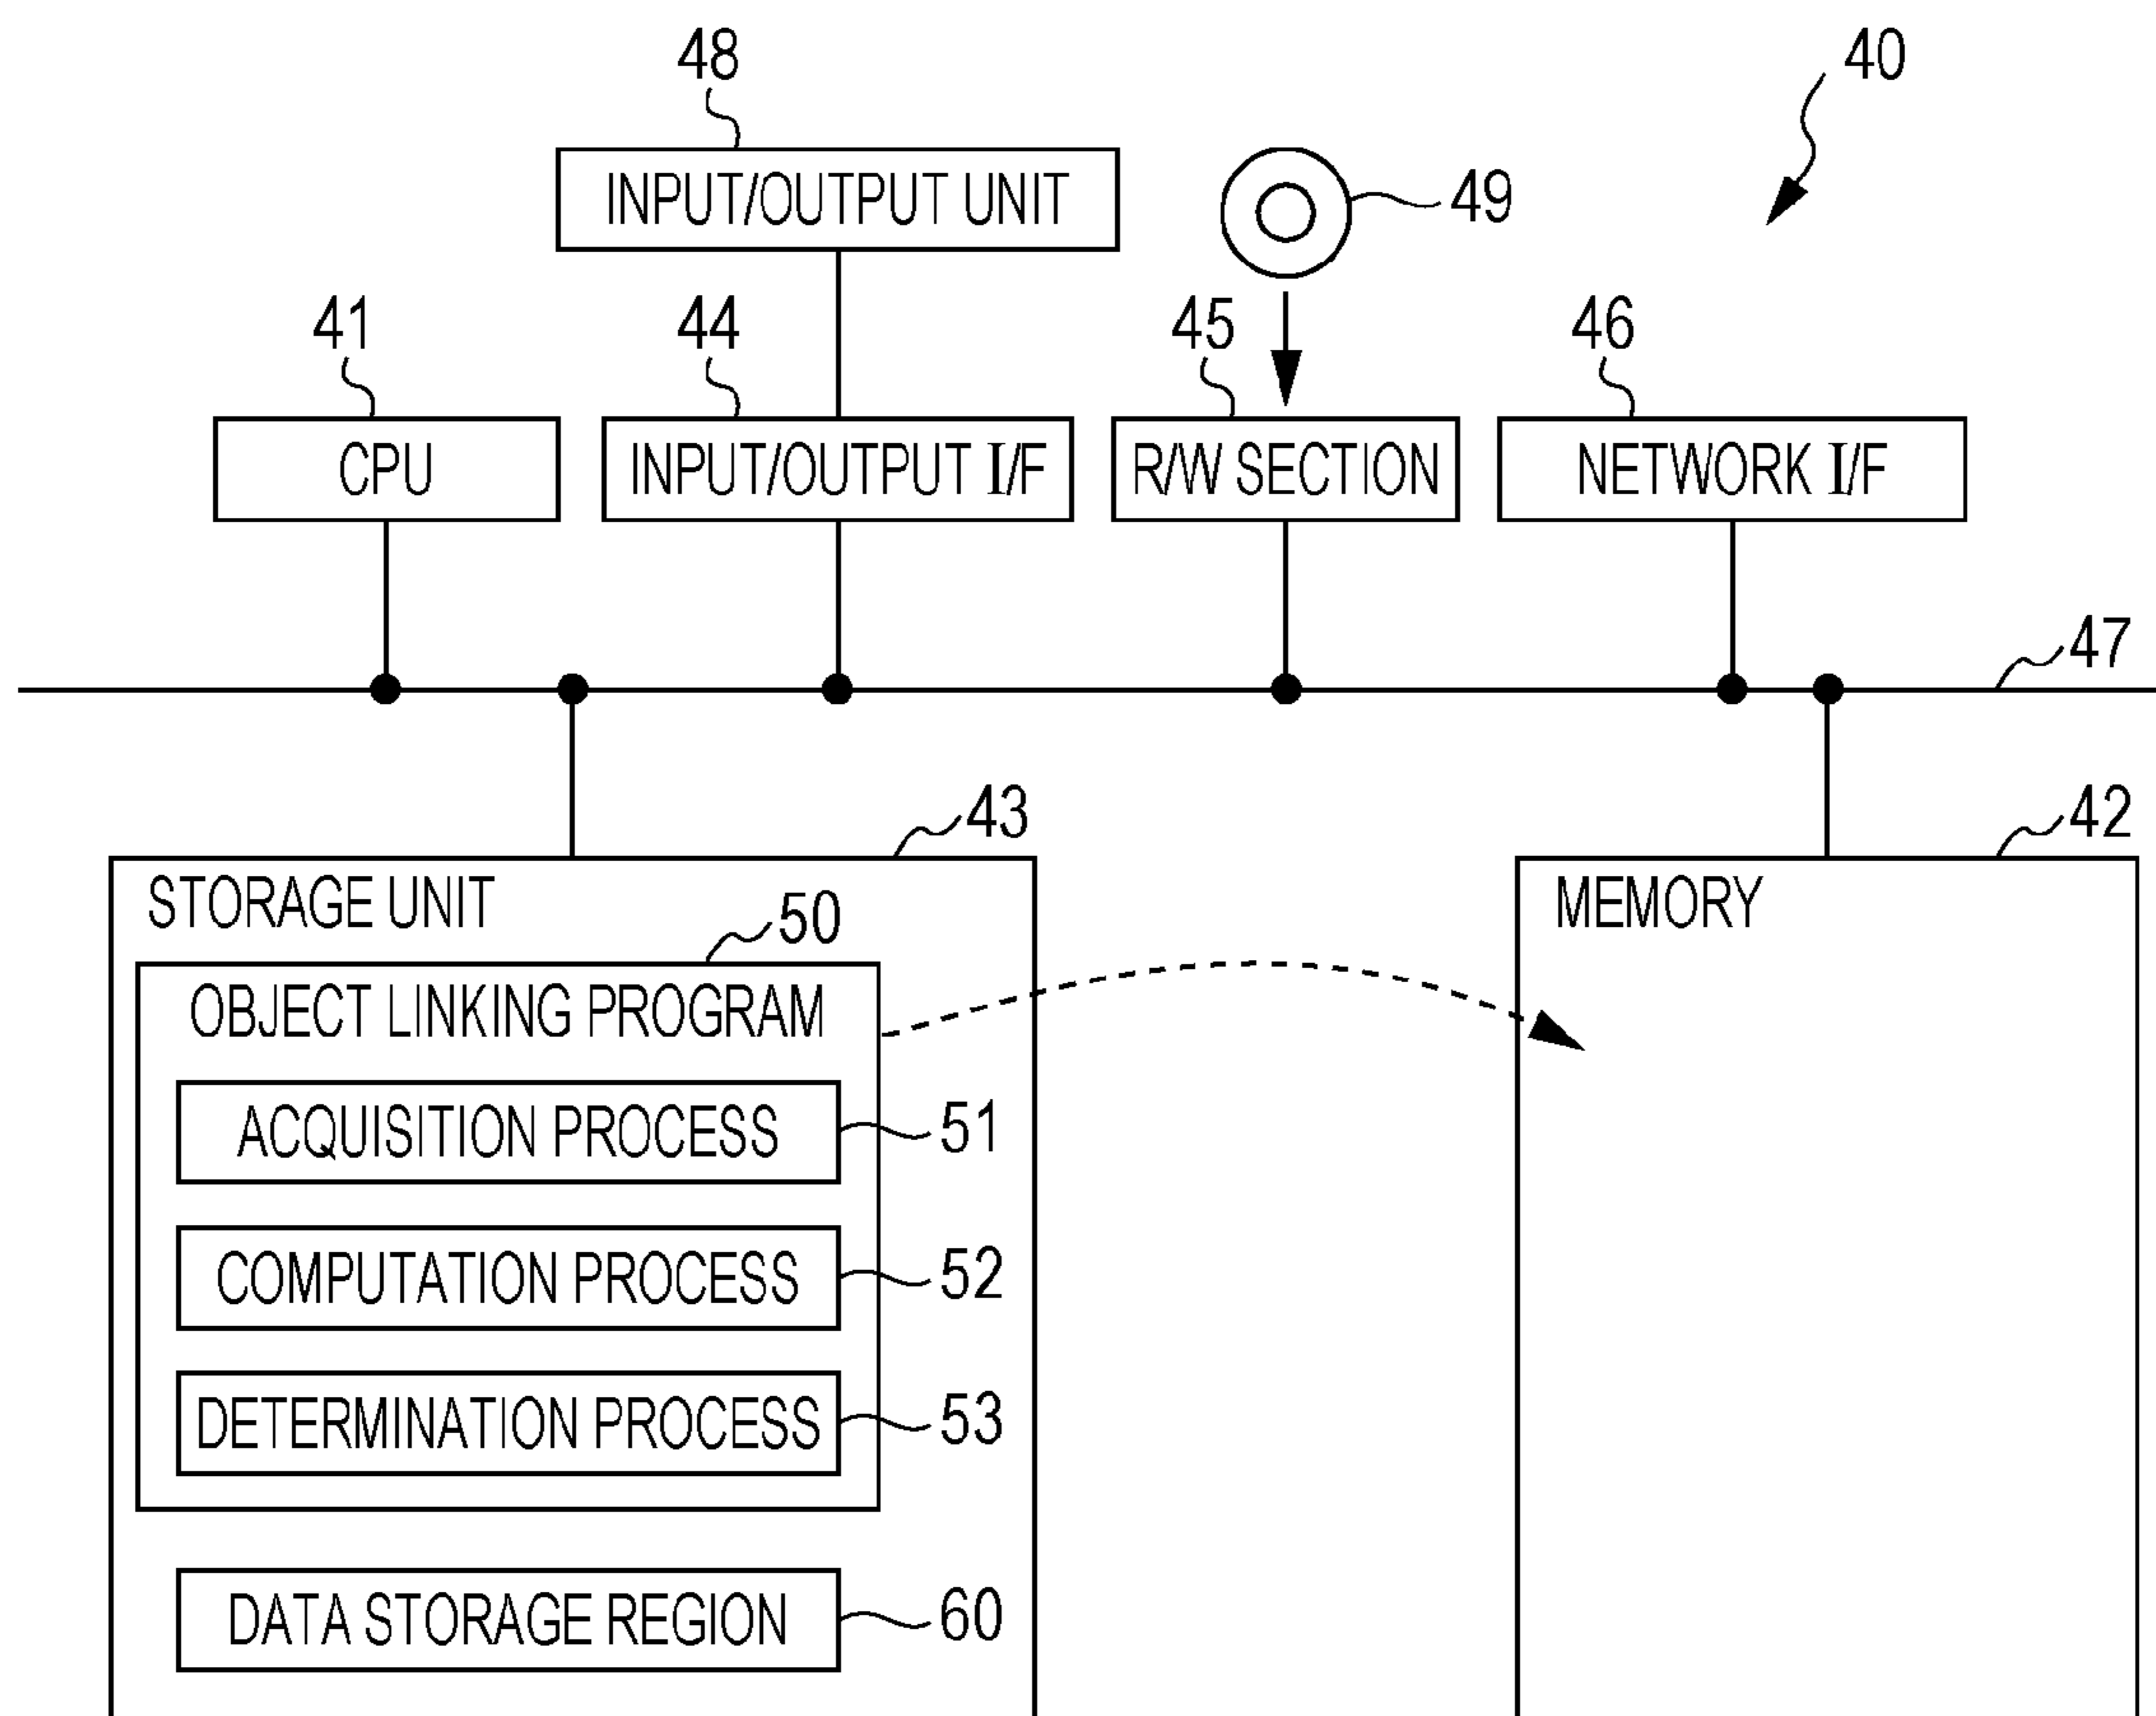 48
40
INPUT/OUTPUT UNIT
49
41
44
45
46
CPU
INPUT/OUTPUT I/F
R/W SECTION
NETWORK I/F
47
43
42
STORAGE UNIT
MEMORY
50
OBJECT LINKING PROGRAM
ACQUISITION PROCESS
51
COMPUTATION PROCESS
52
DETERMINATION PROCESS
53
DATA STORAGE REGION
60